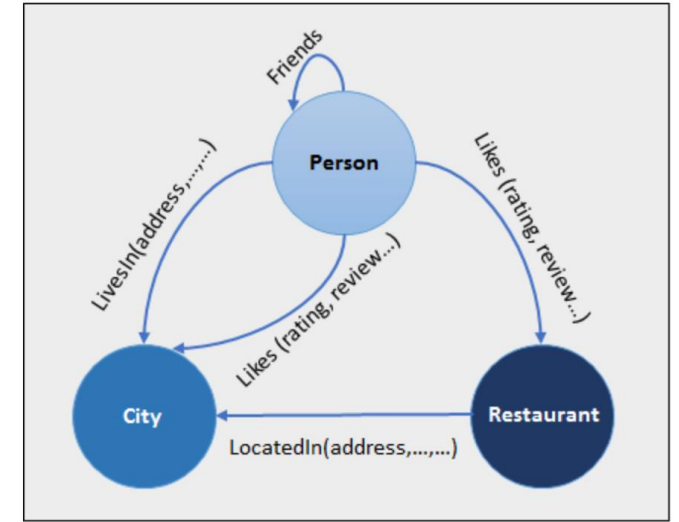 Friends
Person
LivesIn(address,...,...)
Likes (rating, review...)
Likes (rating, review...)
City
Restaurant
LocatedIn(address,...,...)